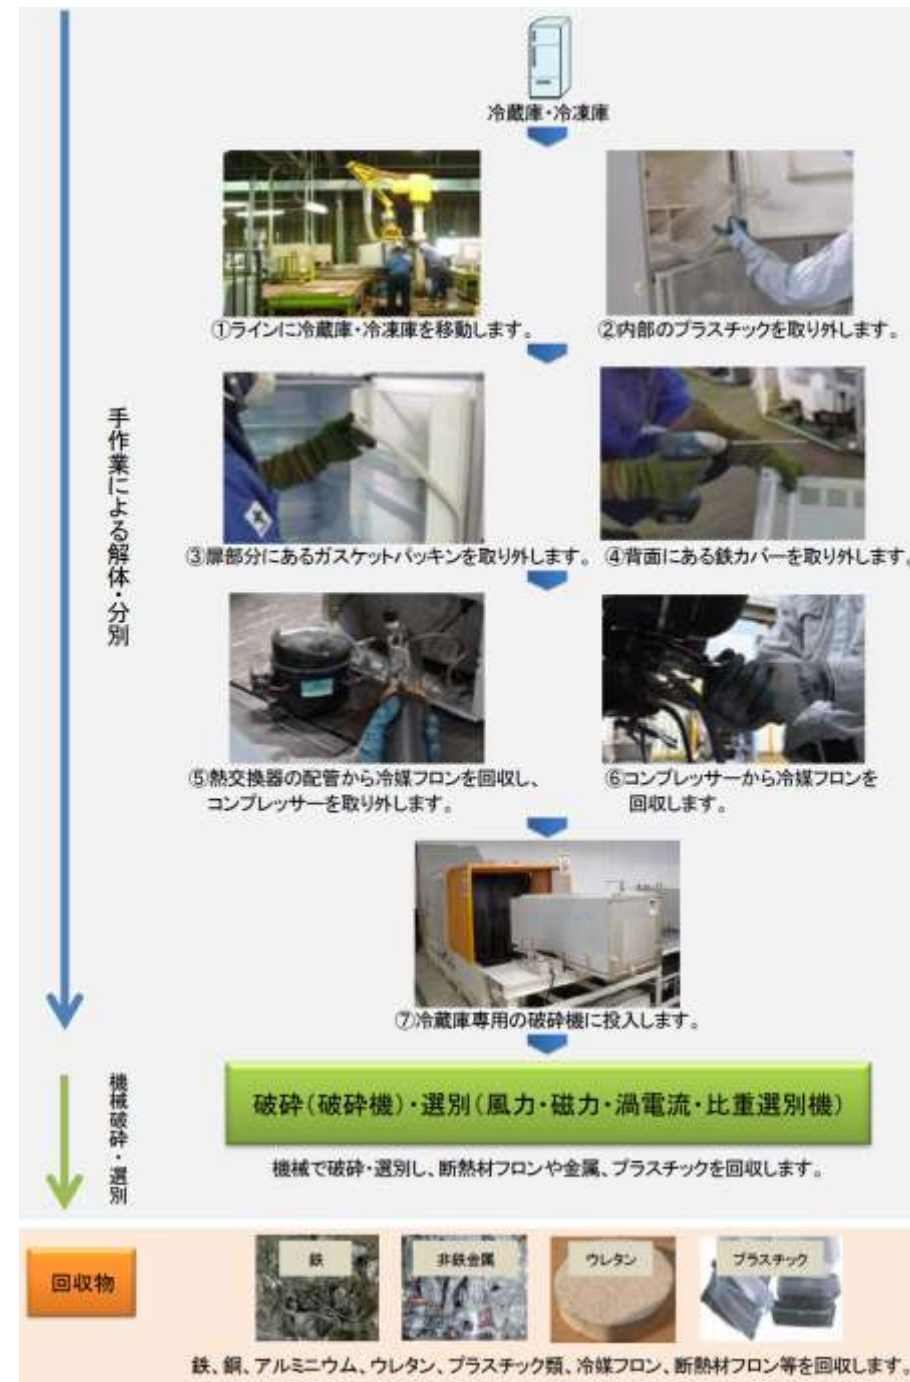 冷蔵庫・冷凍庫
①ラインに冷蔵庫・冷凍庫を移動します。
②内部のプラスチックを取り外します。
③扉部分にあるガスケットパッキンを取り外します。
④背面にある鉄カバーを取り外します。
⑤熱交換器の配管から冷媒フロンを回収し、
コンプレッサーを取り外します。
⑥コンプレッサーから冷媒フロンを
回収します。
⑦冷蔵庫専用の破砕機に投入します。
手作業による解体・分別
破砕(破砕機)・選別(風力・磁力・渦電流・比重選別機)
機械で破砕・選別し、断熱材フロンや金属、プラスチックを回収します。
機械破砕・選別
回収物
鉄
非鉄金属
ウレタン
プラスチック
鉄、銅、アルミニウム、ウレタン、プラスチック類、冷媒フロン、断熱材フロン等を回収します。